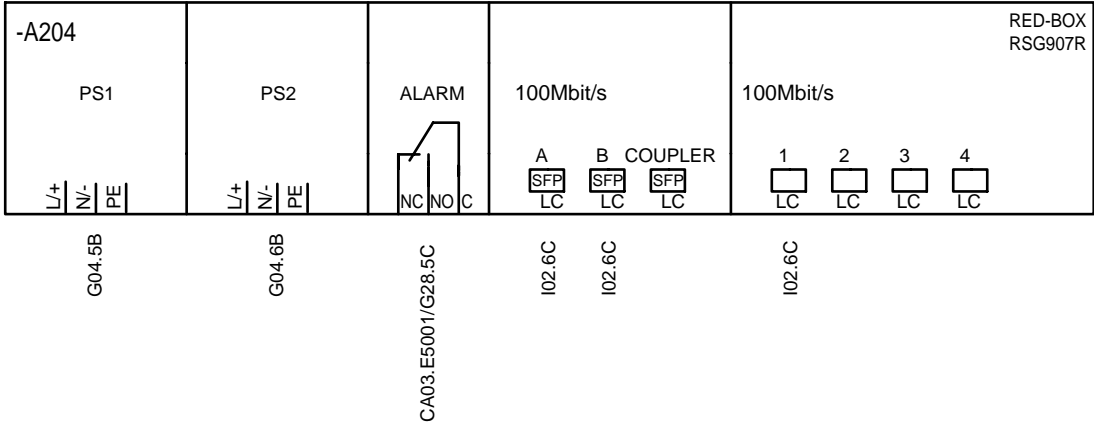 -A204
RED-BOX
RSG907R
PS1
PS2
ALARM
100Mbit/s
100Mbit/s
A B COUPLER
1 2 3 4
SFP SFP SFP
L/+ N/- PE
L/+ N/- PE
NC NO C
LC LC LC
LC LC LC LC
G04.5B
G04.6B
CA03.E5001/G28.5C
I02.6C
I02.6C
I02.6C